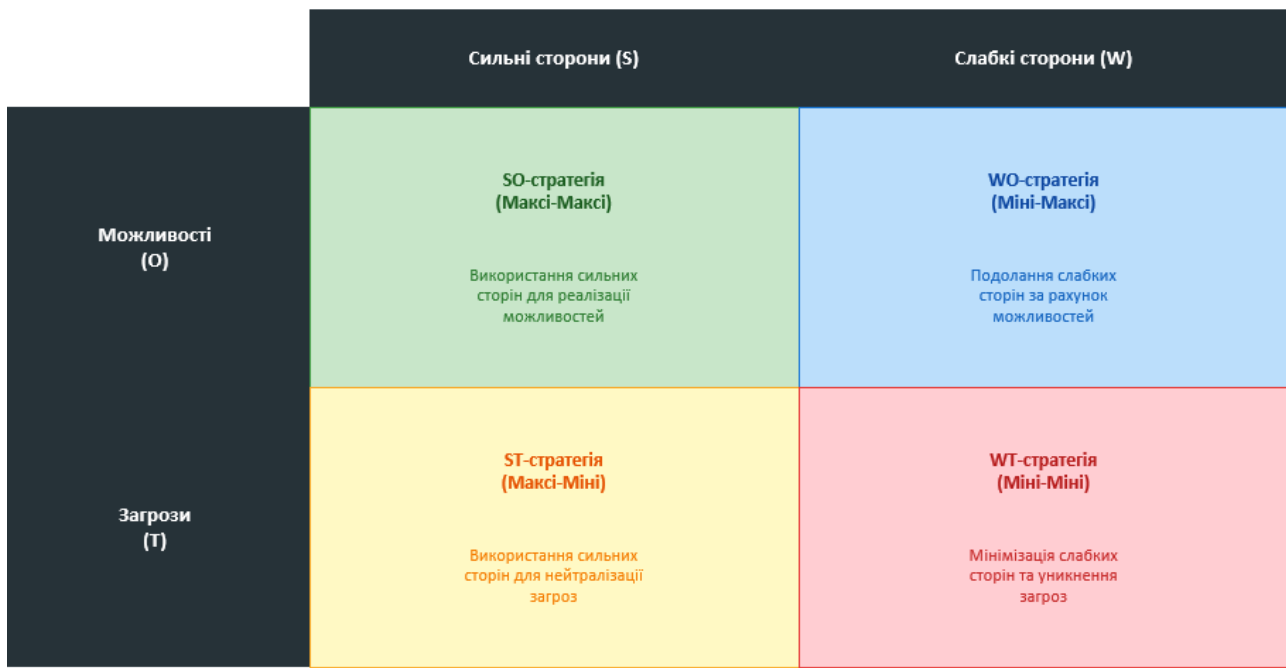 Сильні сторони (S)
Слабкі сторони (W)
Можливості
(O)
SO-стратегія
(Максі-Максі)
Використання сильних
сторін для реалізації
можливостей
WO-стратегія
(Міні-Максі)
Подолання слабких
сторін за рахунок
можливостей
Загрози
(T)
ST-стратегія
(Максі-Міні)
Використання сильних
сторін для нейтралізації
загроз
WT-стратегія
(Міні-Міні)
Мінімізація слабких
сторін та уникнення
загроз